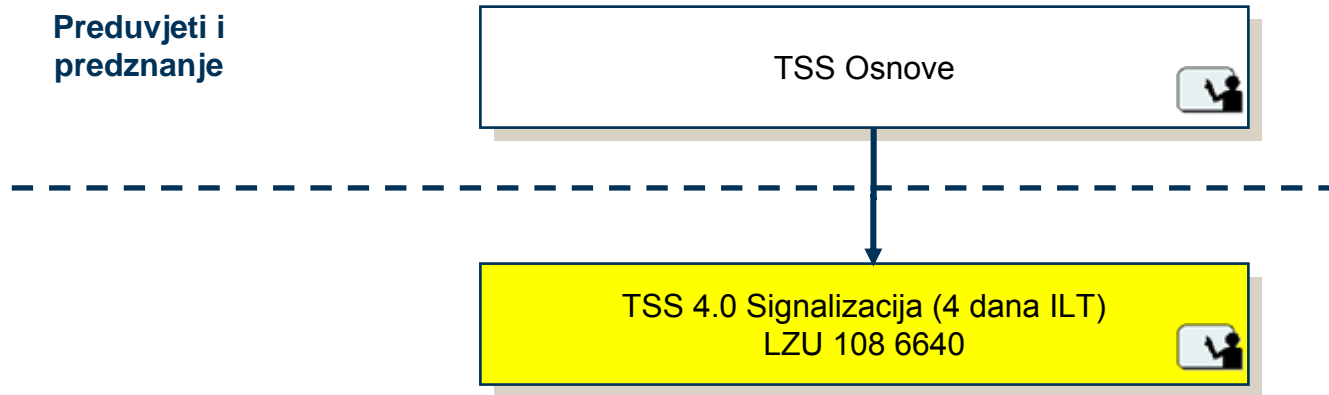 Preduvjeti i
predznanje
TSS Osnove
TSS 4.0 Signalizacija (4 dana ILT)
LZU 108 6640